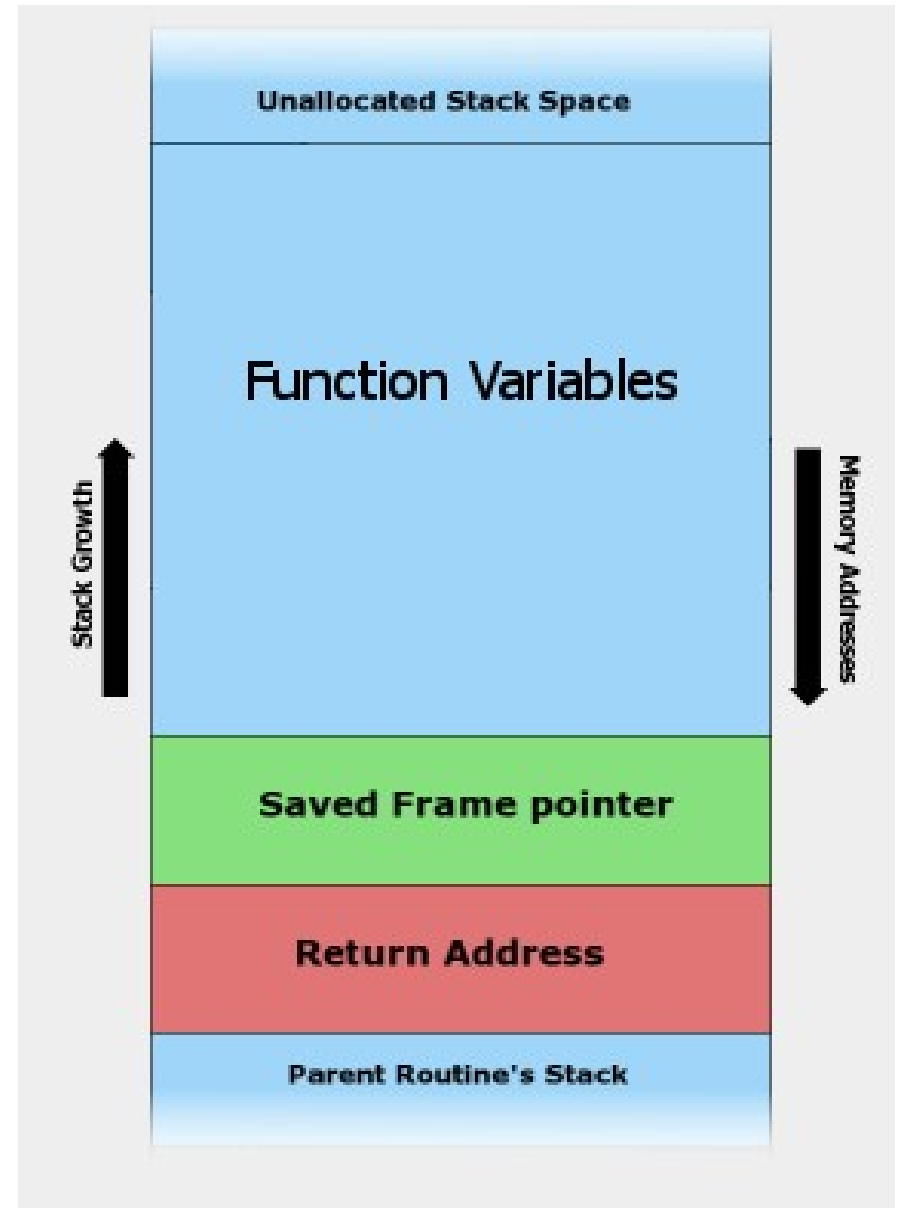 Unallocated Stack Space
Function Variables
Stack Growth
Memory Addresses
Saved Frame pointer
Return Address
Parent Routine's Stack